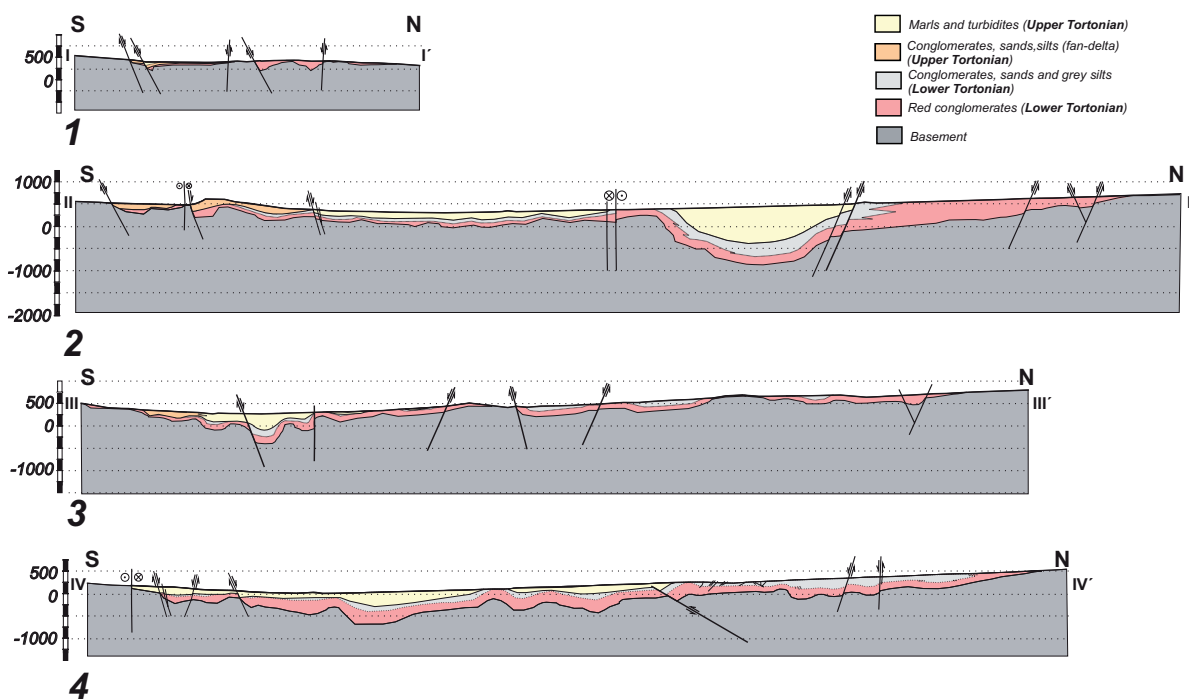 S
N
Marls and turbidites (Upper Tortonian)
Conglomerates, sands,silts (fan-delta)
(Upper Tortonian)
Conglomerates, sands and grey silts
(Lower Tortonian)
Red conglomerates (Lower Tortonian)
Basement
500
0
I
I´
1
S
N
1000
0
-1000
-2000
II
I
2
S
N
500
0
-1000
III
III´
3
S
N
500
0
-1000
IV
IV´
4